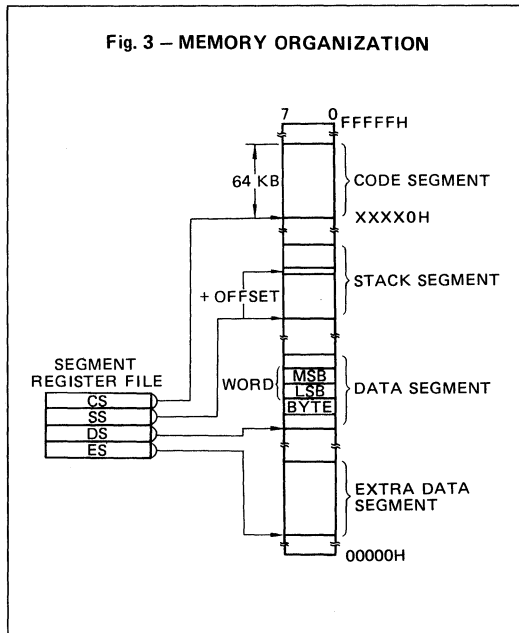 Fig. 3 – MEMORY ORGANIZATION
7 0 FFFFFH
64 KB
CODE SEGMENT
XXXX0H
STACK SEGMENT
+ OFFSET
SEGMENT
REGISTER FILE
CS
SS
DS
ES
WORD
MSB
LSB
BYTE
DATA SEGMENT
EXTRA DATA
SEGMENT
00000H